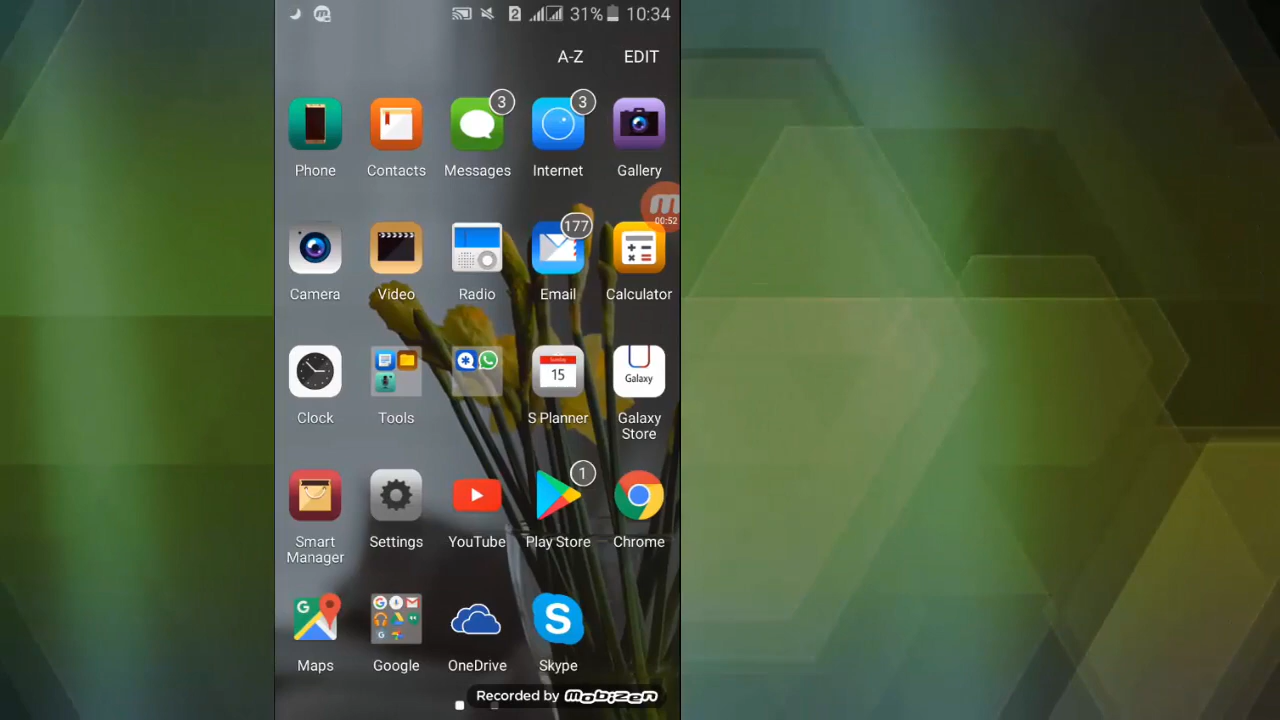 2 31% 10:34
A-Z EDIT
3 3
Phone Contacts Messages Internet Gallery
00:52
177
Camera Video Radio Email Calculator
Sunday
15
Galaxy
Clock Tools S Planner Galaxy
Store
1
Smart
Manager Settings YouTube Play Store Chrome
G
S
Maps Google OneDrive Skype
Recorded by mobizen